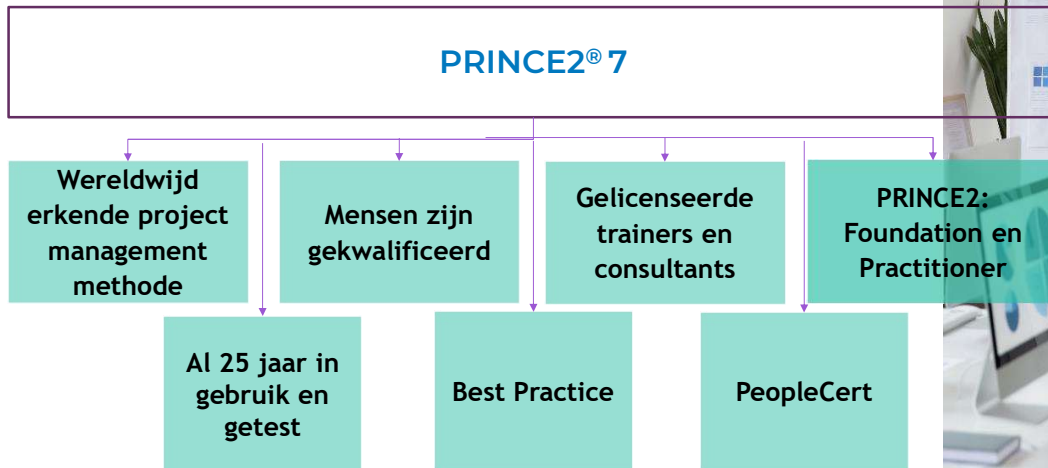 PRINCE2® 7
Wereldwijd
erkende project
management
methode
Mensen zijn
gekwalificeerd
Gelicenseerde
trainers en
consultants
PRINCE2:
Foundation en
Practitioner
Al 25 jaar in
gebruik en
getest
Best Practice
PeopleCert